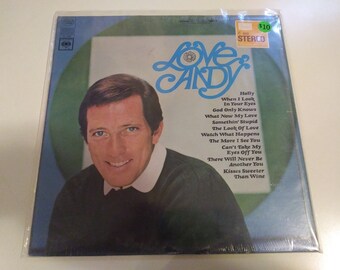 $10
STEREO
Love,
ANDY
Holly
When I Look
In Your Eyes
God Only Knows
What Now My Love
Somethin' Stupid
The Look Of Love
Watch What Happens
The More I See You
Can't Take My
Eyes Off You
There Will Never Be
Another You
Kisses Sweeter
Than Wine